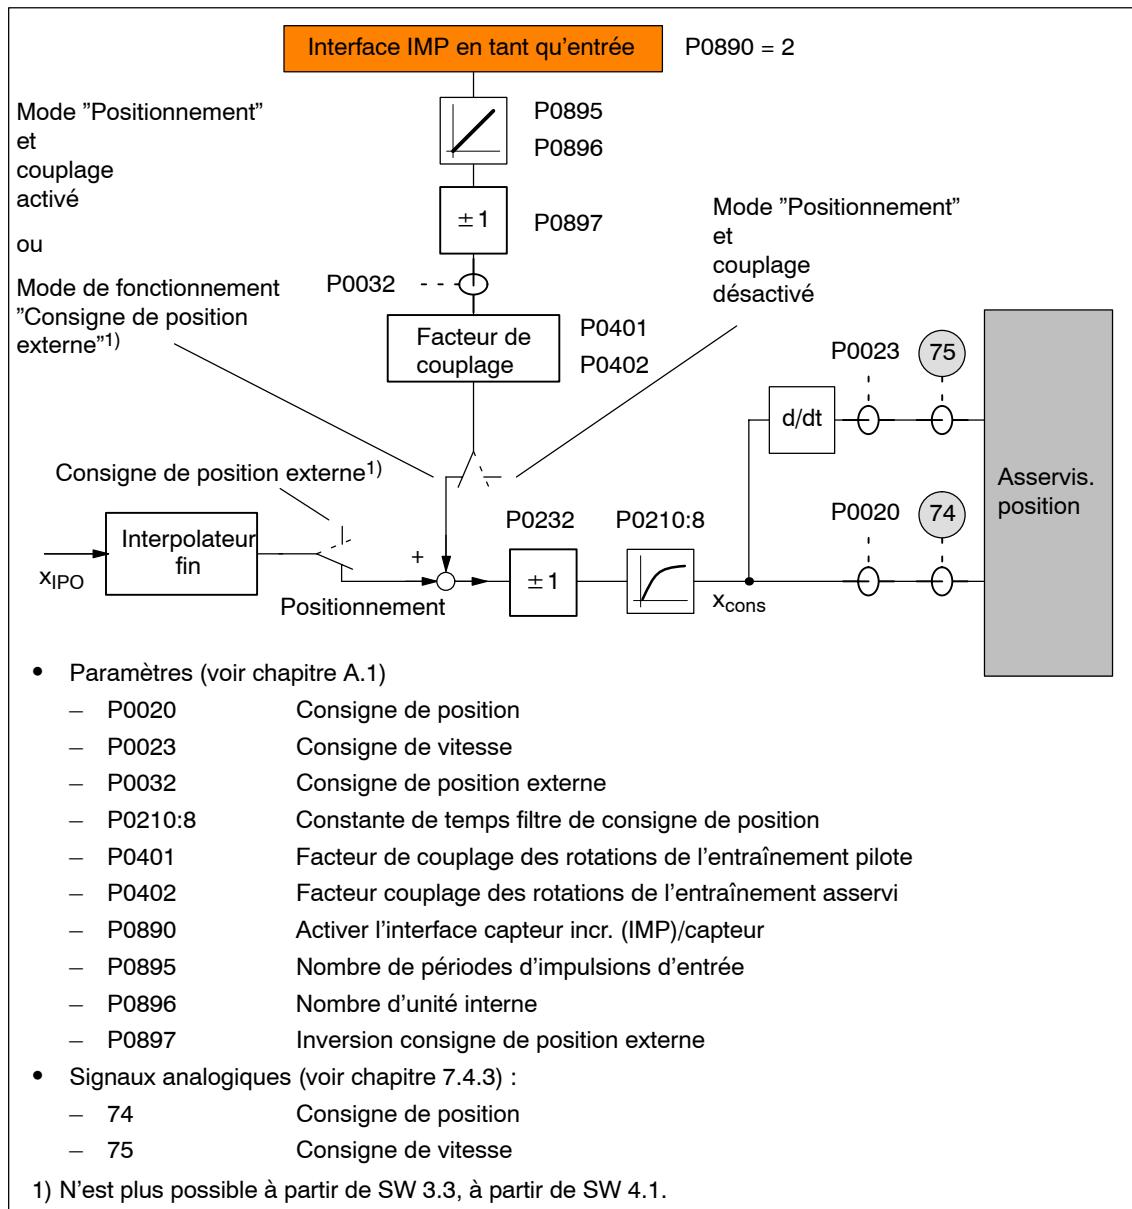 Interface IMP en tant qu'entrée
P0890 = 2
Mode ”Positionnement”
et
couplage
activé
ou
Mode de fonctionnement
”Consigne de position
externe”1)
P0895
P0896
± 1
P0897
P0032
Facteur de
couplage
P0401
P0402
Mode ”Positionnement”
et
couplage
désactivé
P0023
75
d/dt
Asservis.
position
Consigne de position externe1)
Interpolateur
fin
xIPO
+
Positionnement
P0232
± 1
P0210:8
xcons
P0020
74
• Paramètres (voir chapitre A.1)
– P0020 Consigne de position
– P0023 Consigne de vitesse
– P0032 Consigne de position externe
– P0210:8 Constante de temps filtre de consigne de position
– P0401 Facteur de couplage des rotations de l'entraînement pilote
– P0402 Facteur couplage des rotations de l'entraînement asservi
– P0890 Activer l'interface capteur incr. (IMP)/capteur
– P0895 Nombre de périodes d'impulsions d'entrée
– P0896 Nombre d'unité interne
– P0897 Inversion consigne de position externe
• Signaux analogiques (voir chapitre 7.4.3) :
– 74 Consigne de position
– 75 Consigne de vitesse
1) N'est plus possible à partir de SW 3.3, à partir de SW 4.1.